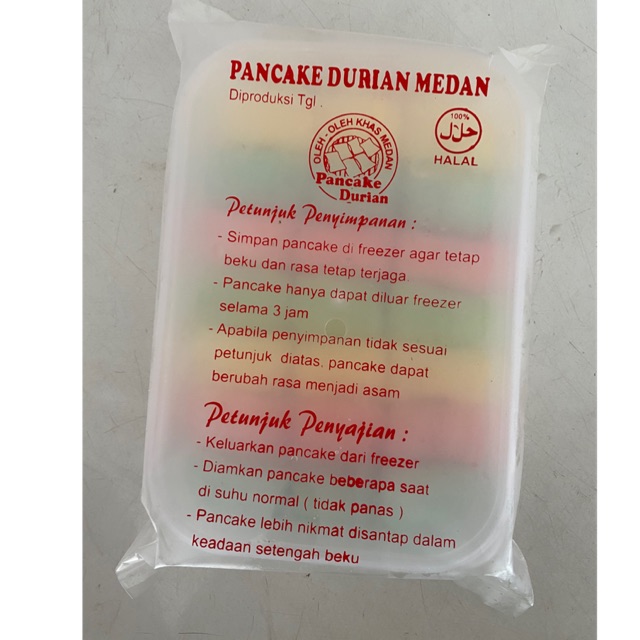 PANCAKE DURIAN MEDAN
Diproduksi Tgl .
OLEH - OLEH KHAS MEDAN
Pancake
Durian
100%
حلال
HALAL
Petunjuk Penyimpanan :
- Simpan pancake di freezer agar tetap
beku dan rasa tetap terjaga.
- Pancake hanya dapat diluar freezer
selama 3 jam
- Apabila penyimpanan tidak sesuai
petunjuk diatas, pancake dapat
berubah rasa menjadi asam
Petunjuk Penyajian :
- Keluarkan pancake dari freezer
- Diamkan pancake beberapa saat
di suhu normal ( tidak panas )
- Pancake lebih nikmat disantap dalam
keadaan setengah beku